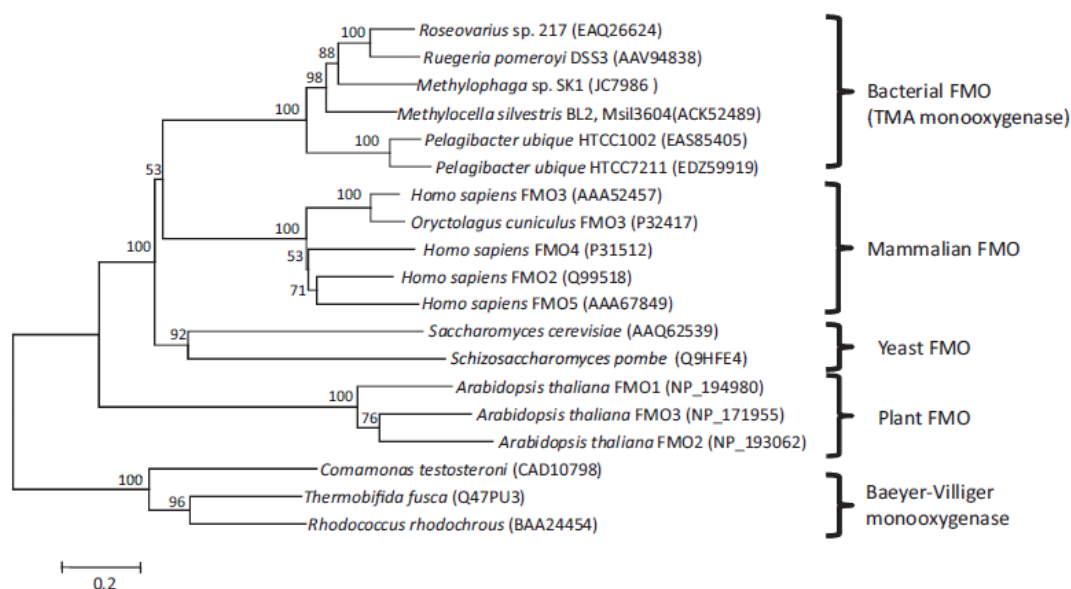 100
Roseovarius sp. 217 (EAQ26624)
88
Ruegeria pomeroyi DSS3 (AAV94838)
98
Methylophaga sp. SK1 (JC7986 )
100
Methylocella silvestris BL2, Msil3604(ACK52489)
100
Pelagibacter ubique HTCC1002 (EAS85405)
Pelagibacter ubique HTCC7211 (EDZ59919)
Bacterial FMO
(TMA monooxygenase)
53
100
Homo sapiens FMO3 (AAA52457)
Oryctolagus cuniculus FMO3 (P32417)
100
53
Homo sapiens FMO4 (P31512)
Homo sapiens FMO2 (Q99518)
71
Homo sapiens FMO5 (AAA67849)
Mammalian FMO
100
92
Saccharomyces cerevisiae (AAQ62539)
Schizosaccharomyces pombe (Q9HFE4)
Yeast FMO
100
Arabidopsis thaliana FMO1 (NP_194980)
76
Arabidopsis thaliana FMO3 (NP_171955)
Arabidopsis thaliana FMO2 (NP_193062)
Plant FMO
100
Comamonas testosteroni (CAD10798)
96
Thermobifida fusca (Q47PU3)
Rhodococcus rhodochrous (BAA24454)
Baeyer-Villiger
monooxygenase
0.2